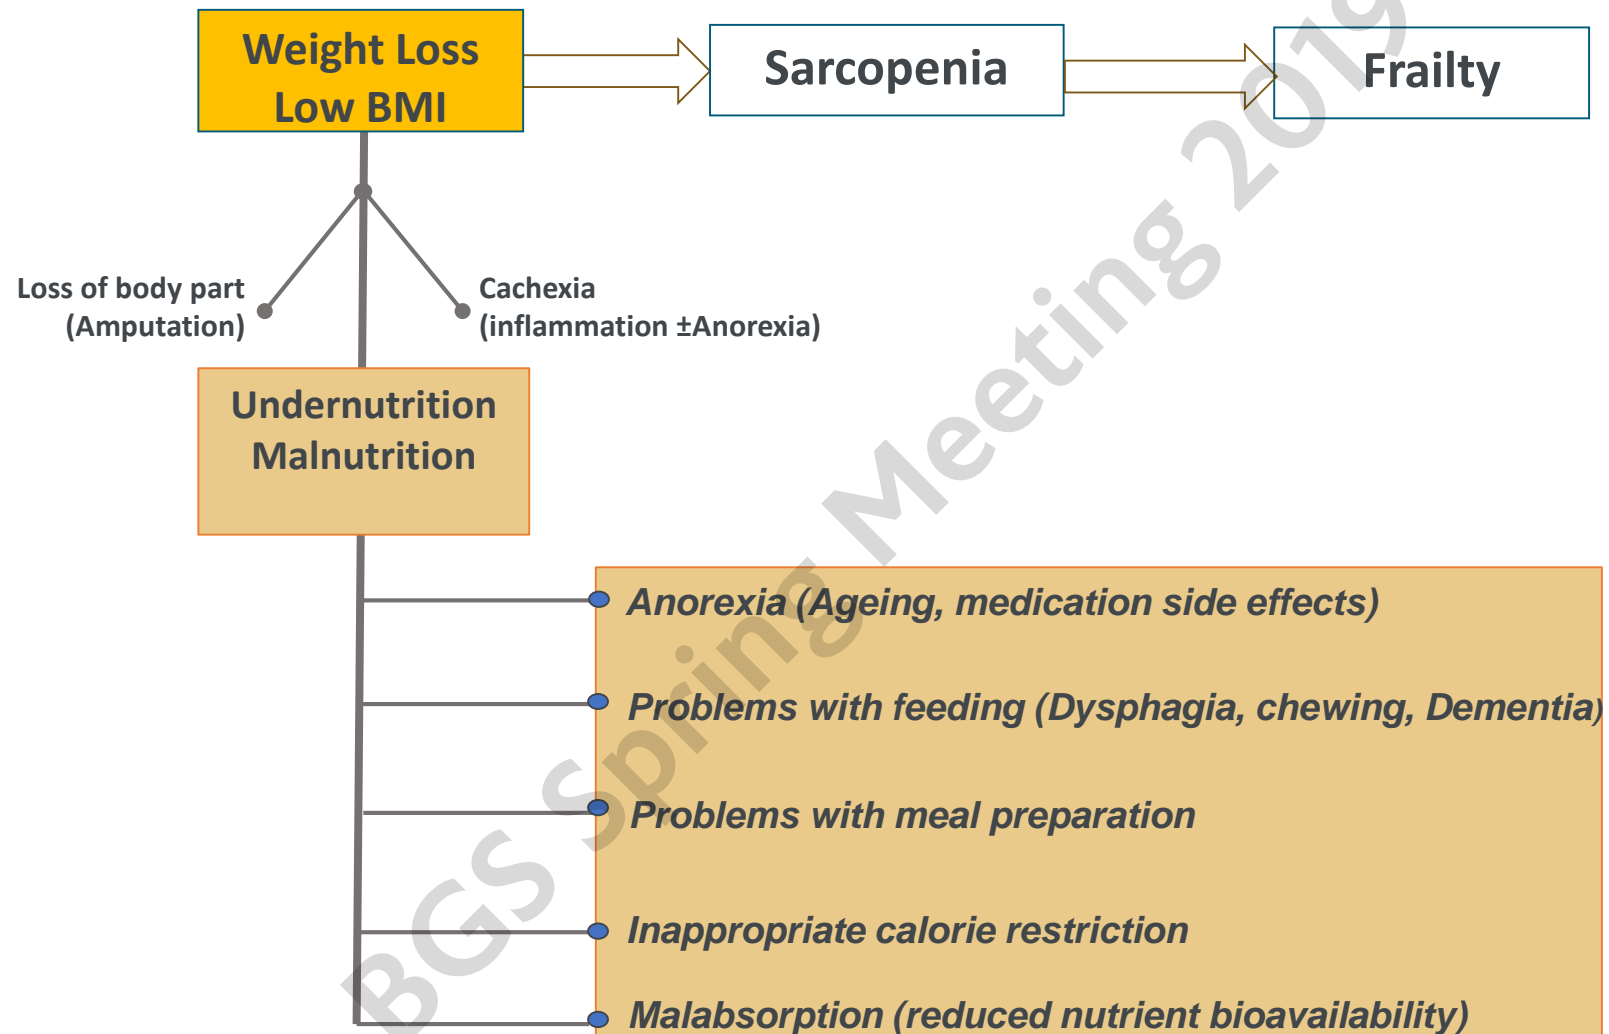 Weight Loss
Low BMI
Sarcopenia
Frailty
Loss of body part
(Amputation)
Cachexia
(inflammation ±Anorexia)
Undernutrition
Malnutrition
Anorexia (Ageing, medication side effects)
Problems with feeding (Dysphagia, chewing, Dementia)
Problems with meal preparation
Inappropriate calorie restriction
Malabsorption (reduced nutrient bioavailability)
BGS Spring Meeting 2019